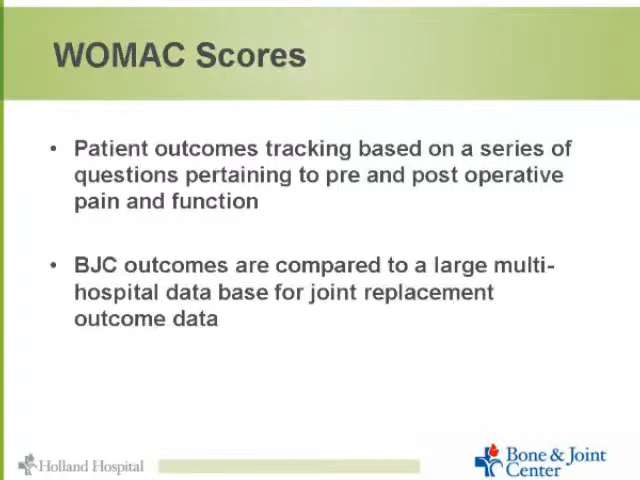 WOMAC Scores
• Patient outcomes tracking based on a series of
questions pertaining to pre and post operative
pain and function
• BJC outcomes are compared to a large multi-
hospital data base for joint replacement
outcome data
Holland Hospital
Bone & Joint
Center